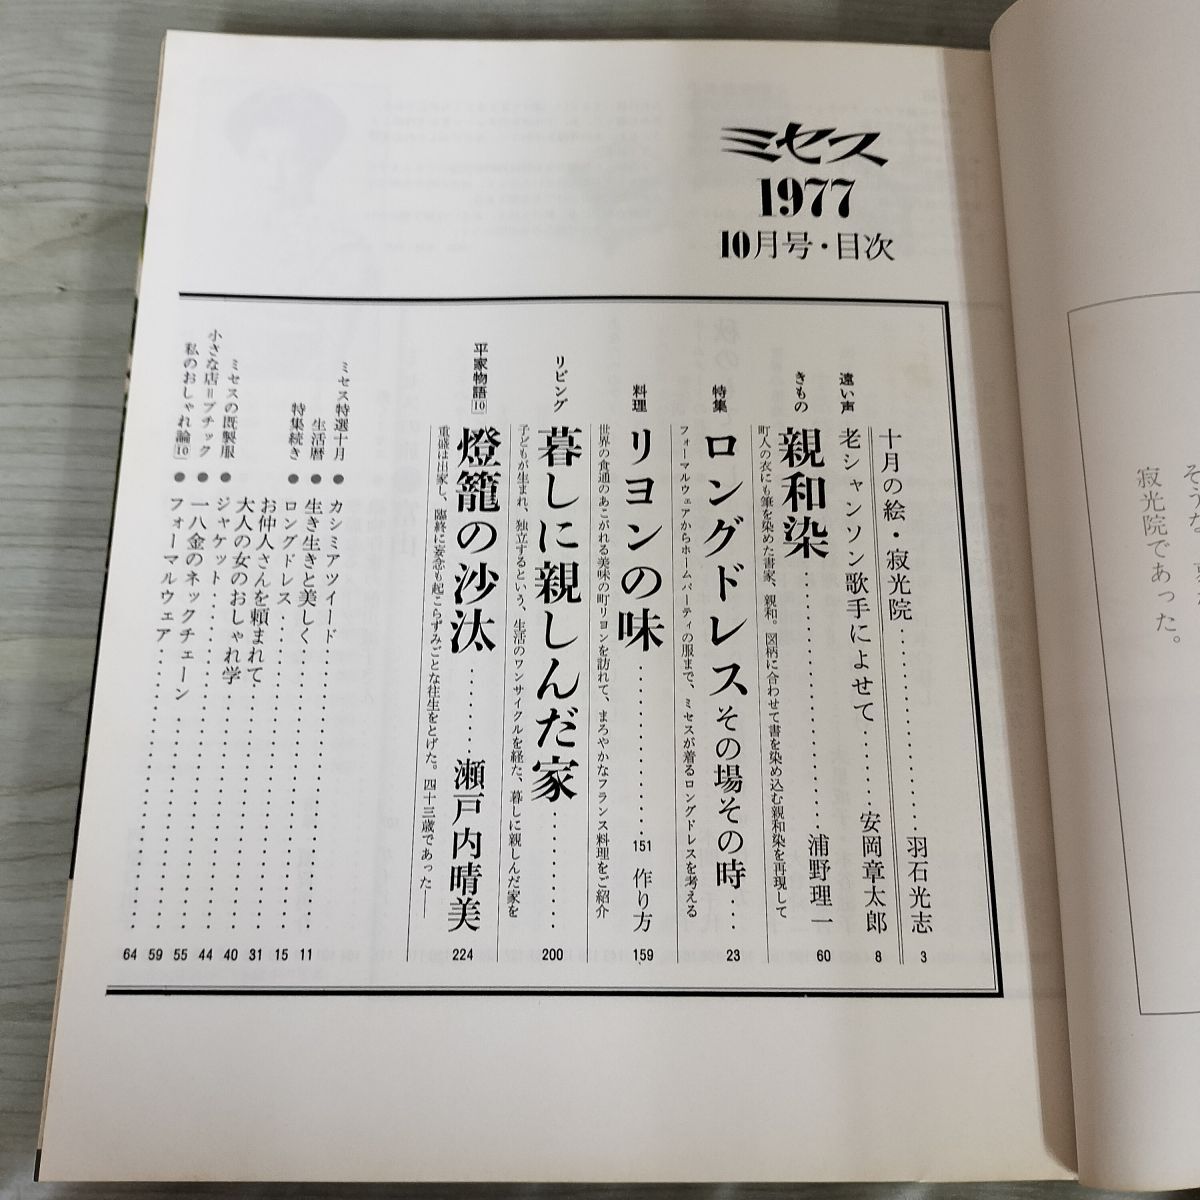 ミセス
1977
10月号・目次
十月の絵・寂光院 羽石光志 3
遠い声 老シャンソン歌手によせて 安岡章太郎 8
きもの 親和染 浦野理一 60
町人の衣にも筆を染めた書家、親和。図柄に合わせて書を染め込む親和染を再現して
特集 ロングドレス その場その時 23
フォーマルウェアからホームパーティの服まで、ミセスが着るロングドレスを考える
料理 リヨンの味 151 作り方 159
世界の食通のあこがれる美味の町リヨンを訪れて、まろやかなフランス料理をご紹介
リビング 暮しに親しんだ家 200
子どもが生まれ、独立するという、生活のワンサイクルを経た、暮しに親しんだ家を
平家物語10 燈籠の沙汰 瀬戸内晴美 224
重盛は出家し、臨終に妄念も起こらずみごとな往生をとげた。四十三歳であった──
ミセス特選十月 ● カシミアツイード 11
生活暦 ● 生き生きと美しく 15
特集続き ● ロングドレス 31
お仲人さんを頼まれて 40
大人の女のおしゃれ学 44
ミセスの既製服 ● ジャケット 55
小さな店＝ブチック ● 一八金のネックチェーン 59
私のおしゃれ論10 ● フォーマルウェア 64
寂光院であった。